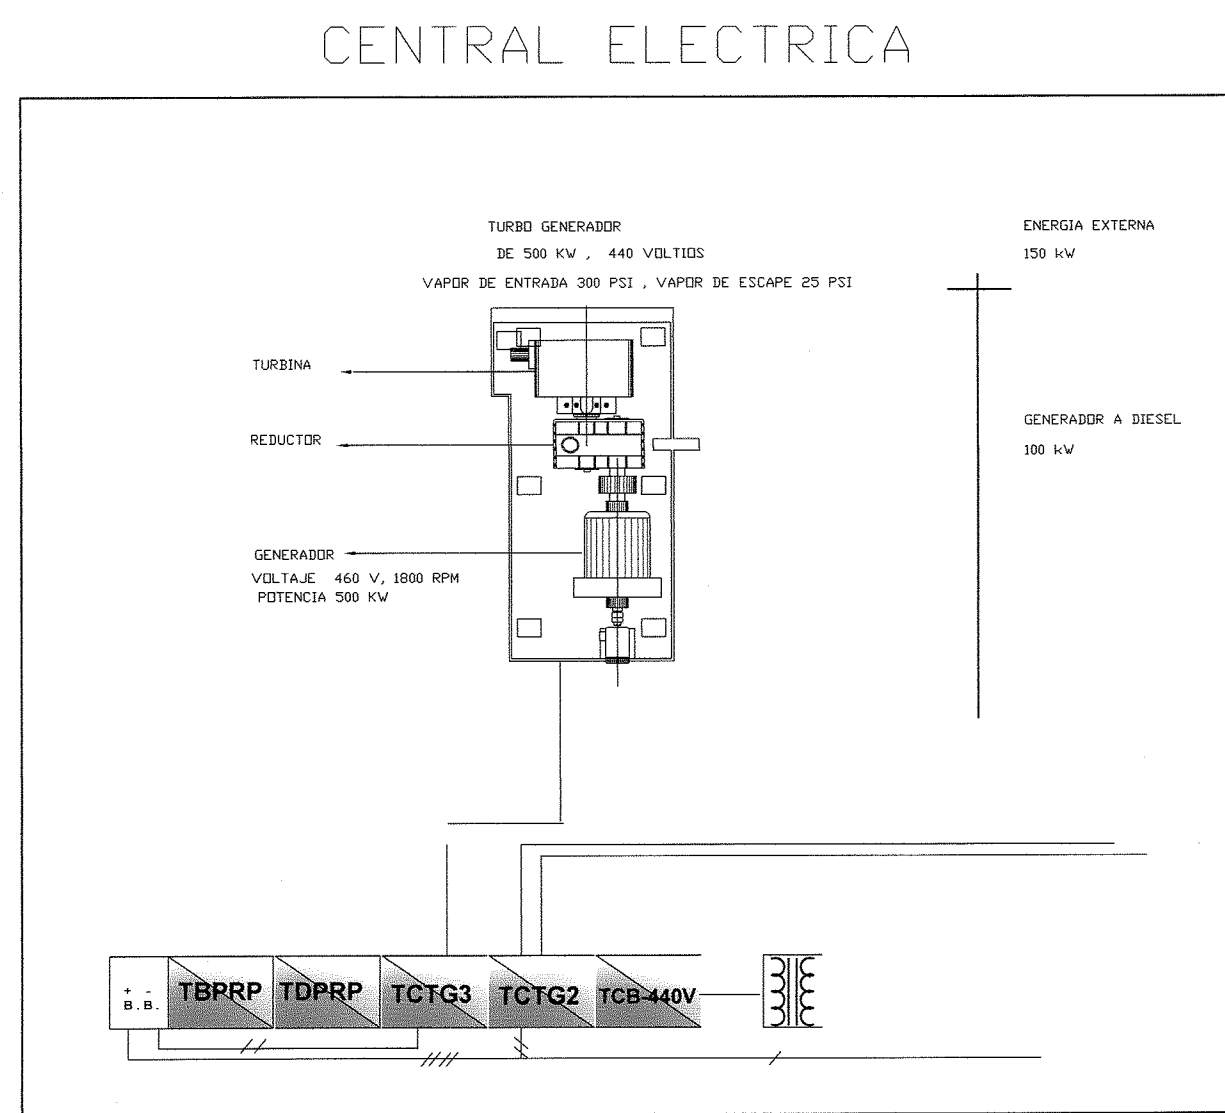 CENTRAL ELECTRICA
TURBO GENERADOR
DE 500 KW , 440 VOLTIOS
VAPOR DE ENTRADA 300 PSI , VAPOR DE ESCAPE 25 PSI
ENERGIA EXTERNA
150 kW
TURBINA
REDUCTOR
GENERADOR A DIESEL
100 kW
GENERADOR
VOLTAJE 460 V, 1800 RPM
POTENCIA 500 KW
+ -
B.B.
TBPRP
TDPRP
TCTG3
TCTG2
TCB-440V